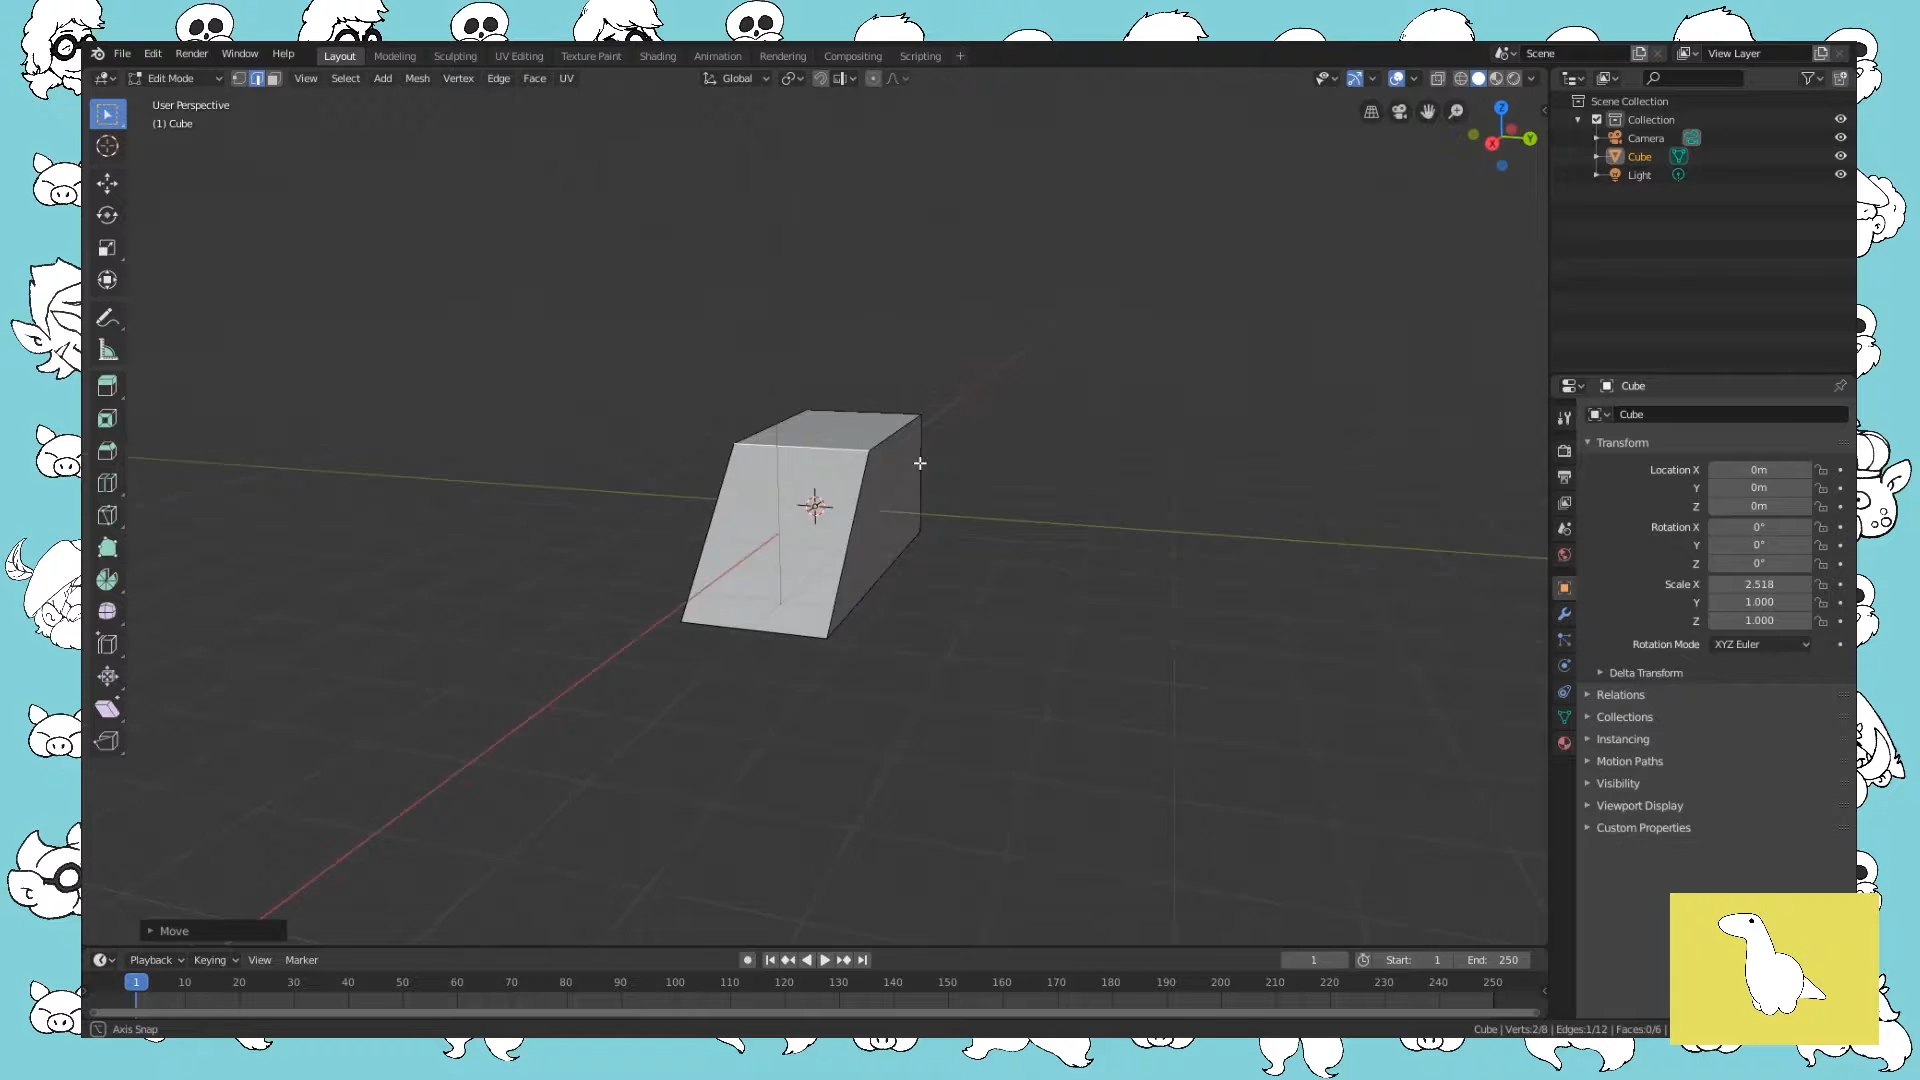 File Edit Render Window Help Layout Modeling Sculpting UV Editing Texture Paint Shading Animation Rendering Compositing Scripting + Scene View Layer
Edit Mode View Select Add Mesh Vertex Edge Face UV Global
User Perspective
(1) Cube
Z
Y
X
Scene Collection
Collection
Camera
Cube
Light
Cube
Cube
Transform
Location X 0m
Y 0m
Z 0m
Rotation X 0°
Y 0°
Z 0°
Scale X 2.518
Y 1.000
Z 1.000
Rotation Mode XYZ Euler
Delta Transform
Relations
Collections
Instancing
Motion Paths
Visibility
Viewport Display
Custom Properties
Move
Playback Keying View Marker 1 Start: 1 End: 250
1 10 20 30 40 50 60 70 80 90 100 110 120 130 140 150 160 170 180 190 200 210 220 230 240 250
Axis Snap Cube | Verts:2/8 | Edges:1/12 | Faces:0/6 |